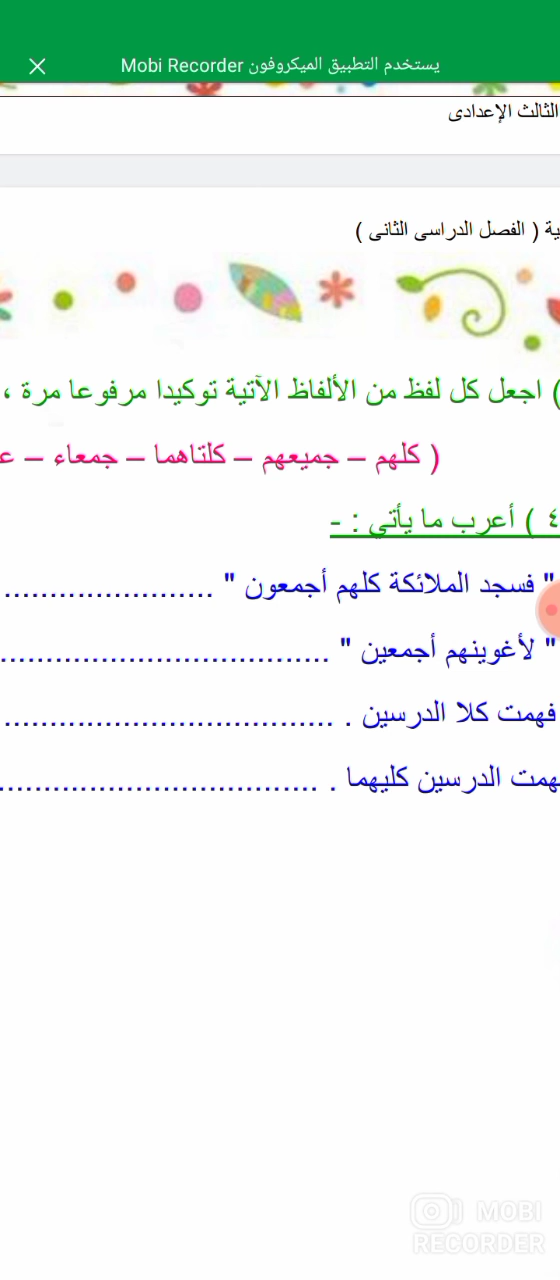 يستخدم التطبيق الميكروفون Mobi Recorder
الثالث الإعدادى
( الفصل الدراسى الثانى )
) اجعل كل لفظ من الألفاظ الآتية توكيدا مرفوعا مرة ،
( كلهم – جميعهم – كلتاهما – جمعاء –
٤ ) أعرب ما يأتي : -
" فسجد الملائكة كلهم أجمعون " ......................
" لأغوينهم أجمعين " ...................................
فهمت كلا الدرسين . ...................................
الدرسين كليهما . ..................................
MOBI
RECORDER